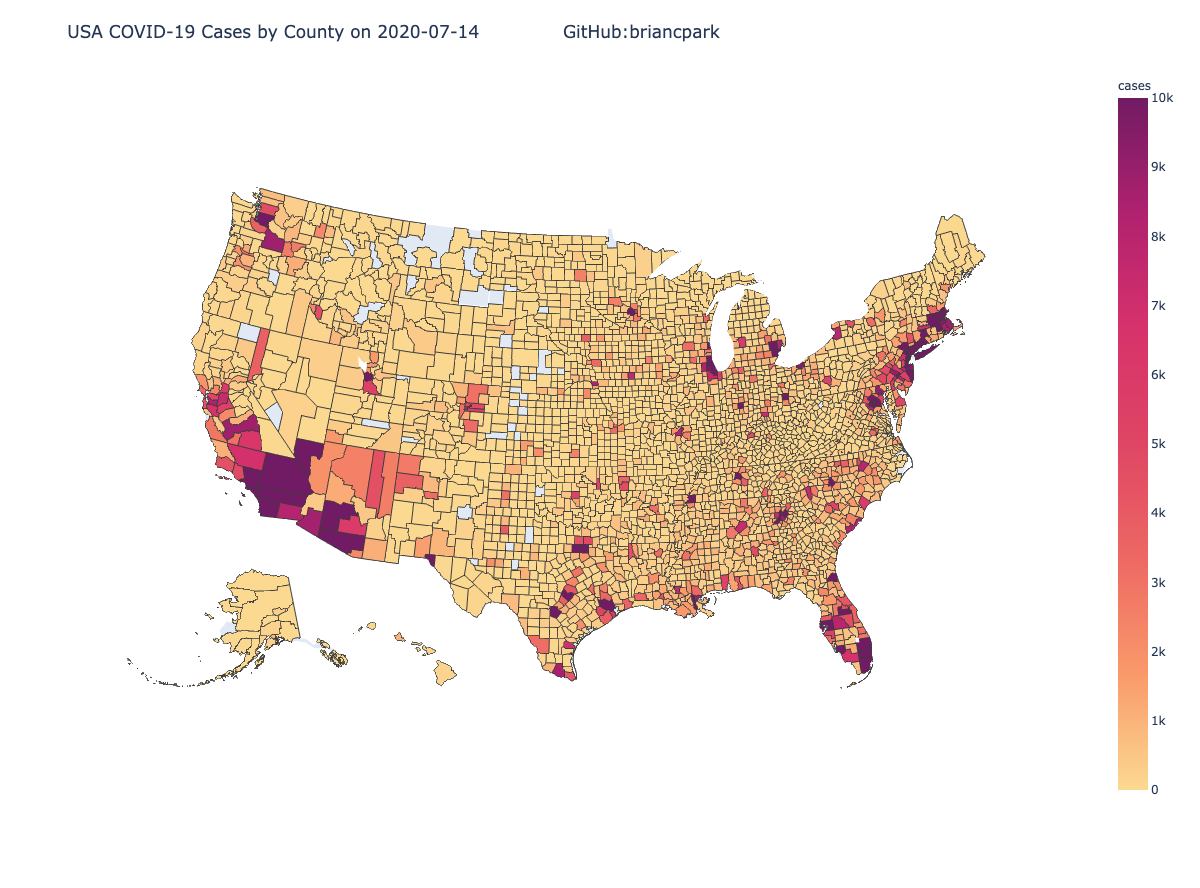 USA COVID-19 Cases by County on 2020-07-14 GitHub:briancpark
cases
10k
9k
8k
7k
6k
5k
4k
3k
2k
1k
0